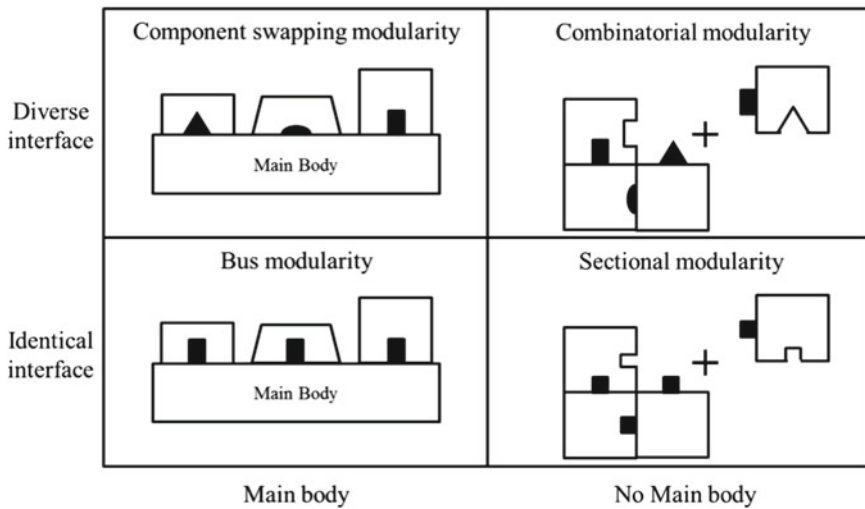 Component swapping modularity
Combinatorial modularity
Diverse
interface
Main Body
Bus modularity
Sectional modularity
Identical
interface
Main Body
Main body
No Main body